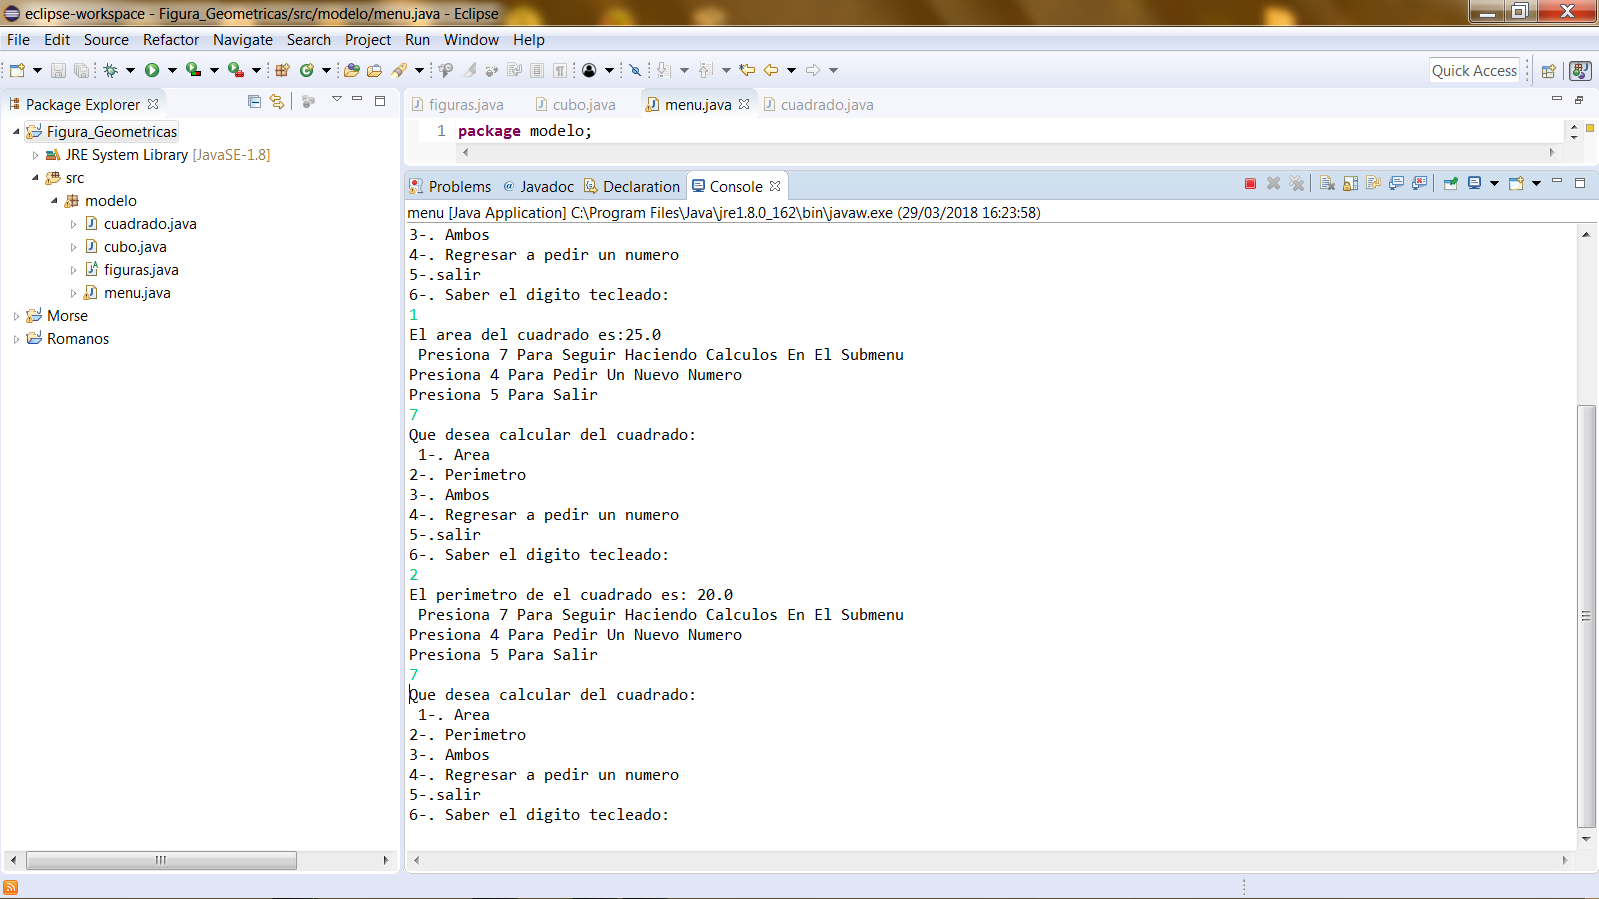 eclipse-workspace - Figura_Geometricas/src/modelo/menu.java - Eclipse
File Edit Source Refactor Navigate Search Project Run Window Help
Quick Access
Package Explorer
Figura_Geometricas
JRE System Library [JavaSE-1.8]
src
modelo
cuadrado.java
cubo.java
figuras.java
menu.java
Morse
Romanos
figuras.java cubo.java menu.java cuadrado.java
1 package modelo;
Problems @ Javadoc Declaration Console
menu [Java Application] C:\Program Files\Java\jre1.8.0_162\bin\javaw.exe (29/03/2018 16:23:58)
3-. Ambos
4-. Regresar a pedir un numero
5-.salir
6-. Saber el digito tecleado:
1
El area del cuadrado es:25.0
Presiona 7 Para Seguir Haciendo Calculos En El Submenu
Presiona 4 Para Pedir Un Nuevo Numero
Presiona 5 Para Salir
7
Que desea calcular del cuadrado:
1-. Area
2-. Perimetro
3-. Ambos
4-. Regresar a pedir un numero
5-.salir
6-. Saber el digito tecleado:
2
El perimetro de el cuadrado es: 20.0
Presiona 7 Para Seguir Haciendo Calculos En El Submenu
Presiona 4 Para Pedir Un Nuevo Numero
Presiona 5 Para Salir
7
Que desea calcular del cuadrado:
1-. Area
2-. Perimetro
3-. Ambos
4-. Regresar a pedir un numero
5-.salir
6-. Saber el digito tecleado: